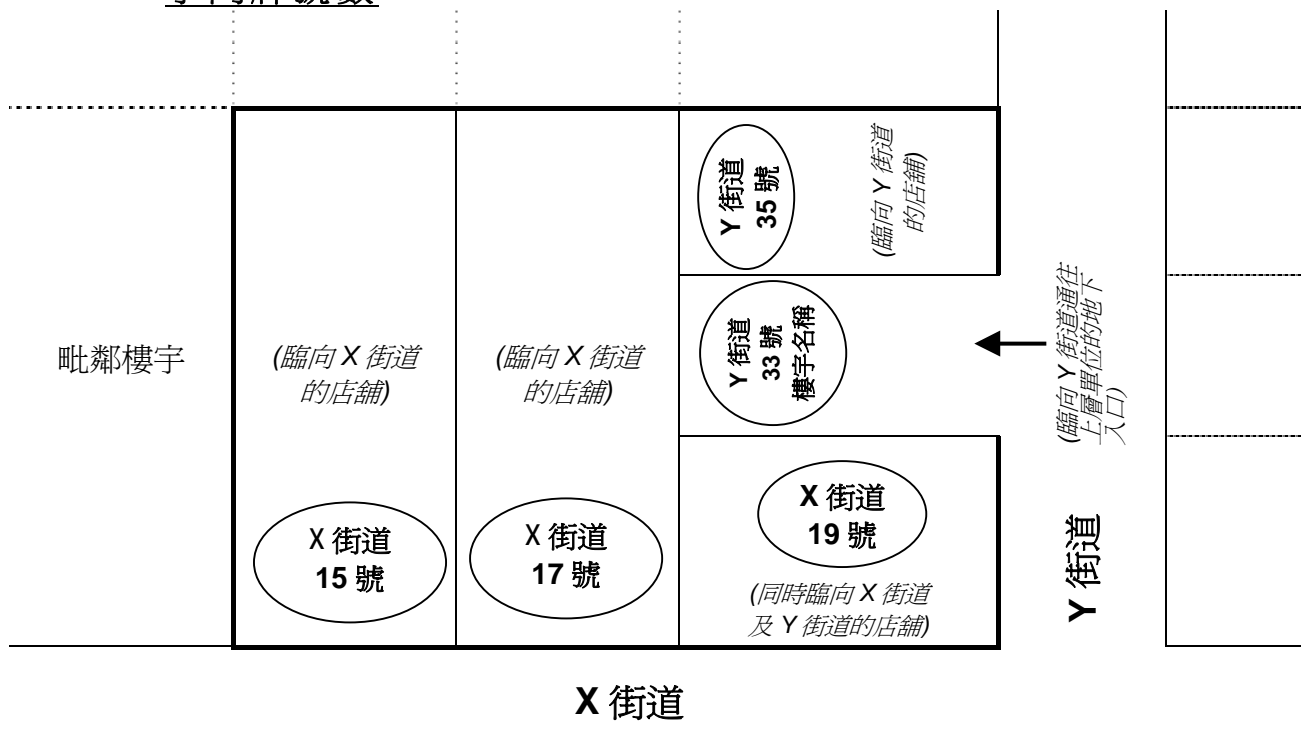 Y 街道
35 號
(臨向 Y 街道
的店舖)
毗鄰樓宇
(臨向 X 街道
的店舖)
(臨向 X 街道
的店舖)
Y 街道
33 號
樓宇名稱
(臨向 Y 街道通往
上層單位的地下
入口)
X 街道
15 號
X 街道
17 號
X 街道
19 號
(同時臨向 X 街道
及 Y 街道的店舖)
Y 街道
X 街道